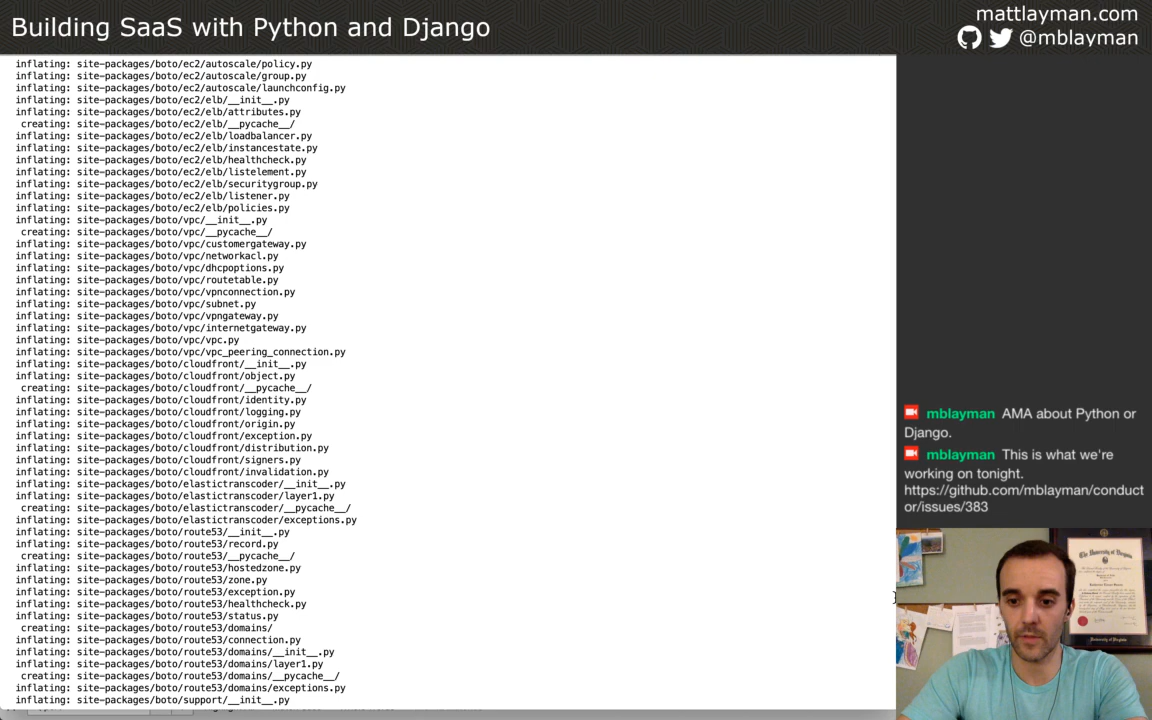 Building SaaS with Python and Django
mattlayman.com
@mblayman
inflating: site-packages/boto/ec2/autoscale/policy.py
inflating: site-packages/boto/ec2/autoscale/group.py
inflating: site-packages/boto/ec2/autoscale/launchconfig.py
inflating: site-packages/boto/ec2/elb/__init__.py
inflating: site-packages/boto/ec2/elb/attributes.py
creating: site-packages/boto/ec2/elb/__pycache__/
inflating: site-packages/boto/ec2/elb/loadbalancer.py
inflating: site-packages/boto/ec2/elb/instancestate.py
inflating: site-packages/boto/ec2/elb/healthcheck.py
inflating: site-packages/boto/ec2/elb/listelement.py
inflating: site-packages/boto/ec2/elb/securitygroup.py
inflating: site-packages/boto/ec2/elb/listener.py
inflating: site-packages/boto/ec2/elb/policies.py
inflating: site-packages/boto/vpc/__init__.py
creating: site-packages/boto/vpc/__pycache__/
inflating: site-packages/boto/vpc/customergateway.py
inflating: site-packages/boto/vpc/networkacl.py
inflating: site-packages/boto/vpc/dhcpoptions.py
inflating: site-packages/boto/vpc/routetable.py
inflating: site-packages/boto/vpc/vpnconnection.py
inflating: site-packages/boto/vpc/subnet.py
inflating: site-packages/boto/vpc/vpngateway.py
inflating: site-packages/boto/vpc/internetgateway.py
inflating: site-packages/boto/vpc/vpc.py
inflating: site-packages/boto/vpc/vpc_peering_connection.py
inflating: site-packages/boto/cloudfront/__init__.py
inflating: site-packages/boto/cloudfront/object.py
creating: site-packages/boto/cloudfront/__pycache__/
inflating: site-packages/boto/cloudfront/identity.py
inflating: site-packages/boto/cloudfront/logging.py
inflating: site-packages/boto/cloudfront/origin.py
inflating: site-packages/boto/cloudfront/exception.py
inflating: site-packages/boto/cloudfront/distribution.py
inflating: site-packages/boto/cloudfront/signers.py
inflating: site-packages/boto/cloudfront/invalidation.py
inflating: site-packages/boto/elastictranscoder/__init__.py
inflating: site-packages/boto/elastictranscoder/layer1.py
creating: site-packages/boto/elastictranscoder/__pycache__/
inflating: site-packages/boto/elastictranscoder/exceptions.py
inflating: site-packages/boto/route53/__init__.py
inflating: site-packages/boto/route53/record.py
creating: site-packages/boto/route53/__pycache__/
inflating: site-packages/boto/route53/hostedzone.py
inflating: site-packages/boto/route53/zone.py
inflating: site-packages/boto/route53/exception.py
inflating: site-packages/boto/route53/healthcheck.py
inflating: site-packages/boto/route53/status.py
creating: site-packages/boto/route53/domains/
inflating: site-packages/boto/route53/connection.py
inflating: site-packages/boto/route53/domains/__init__.py
inflating: site-packages/boto/route53/domains/layer1.py
creating: site-packages/boto/route53/domains/__pycache__/
inflating: site-packages/boto/route53/domains/exceptions.py
inflating: site-packages/boto/support/__init__.py
mblayman AMA about Python or
Django.
mblayman This is what we're
working on tonight.
https://github.com/mblayman/conduct
or/issues/383
The University of Virginia